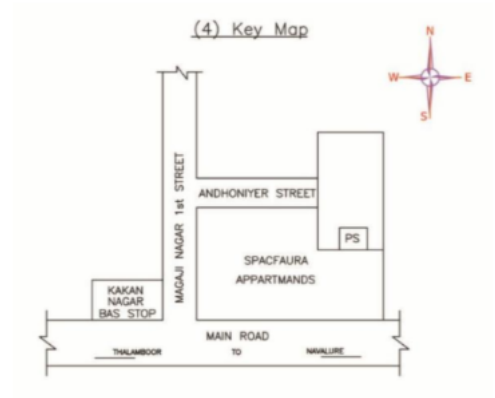 (4) Key Map
N
W
E
S
MAGAJI NAGAR 1st STREET
ANDHONIYER STREET
PS
SPACFAURA
APPARTMANDS
KAKAN
NAGAR
BAS STOP
MAIN ROAD
THALAMBOOR TO NAVALURE